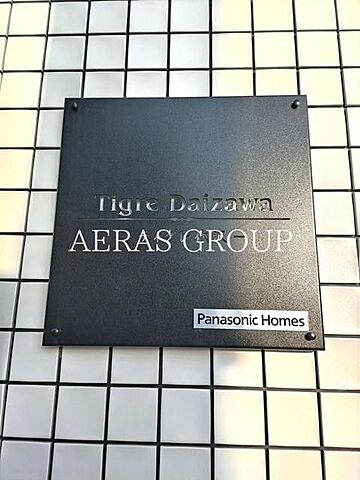 Tigre Daizawa
AERAS GROUP
Panasonic Homes